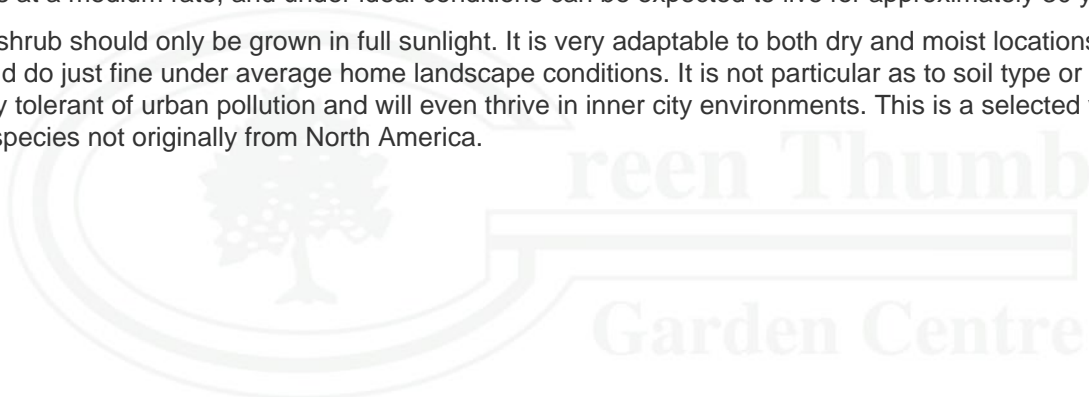 at a medium rate, and under ideal conditions can be expected to live for approximately
shrub should only be grown in full sunlight. It is very adaptable to both dry and moist locations
do just fine under average home landscape conditions. It is not particular as to soil type or
tolerant of urban pollution and will even thrive in inner city environments. This is a selected
species not originally from North America.
Green Thumb
Garden Centre